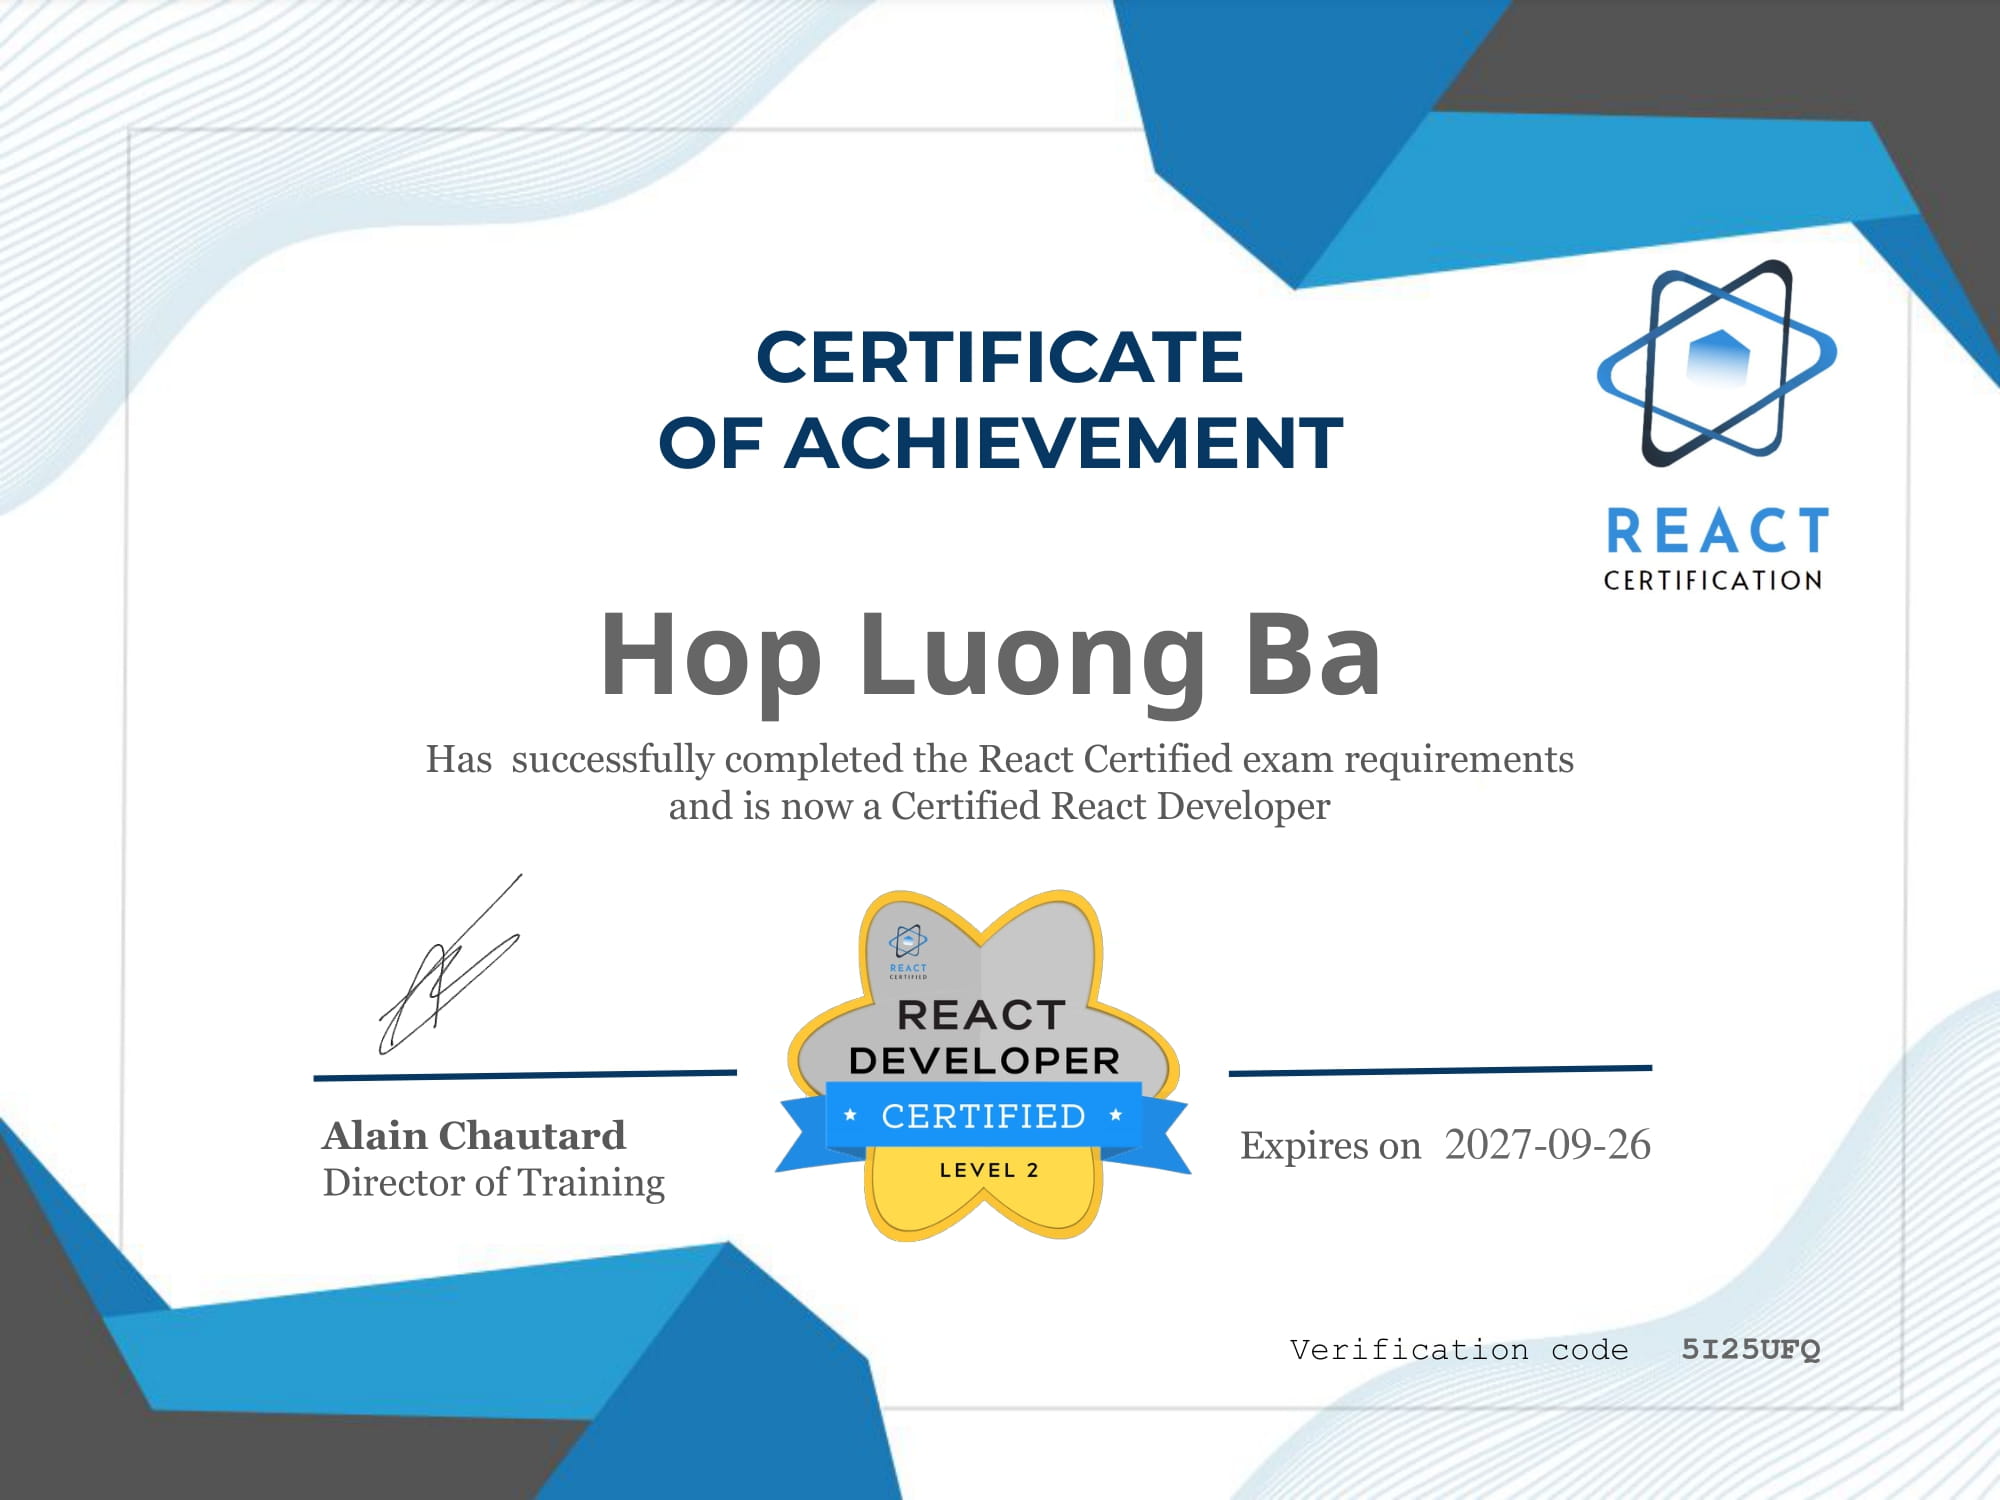 CERTIFICATE
OF ACHIEVEMENT
REACT
CERTIFICATION
Hop Luong Ba
Has successfully completed the React Certified exam requirements
and is now a Certified React Developer
REACT
CERTIFIED
REACT
DEVELOPER
CERTIFIED
LEVEL 2
Alain Chautard
Director of Training
Expires on 2027-09-26
Verification code 5I25UFQ